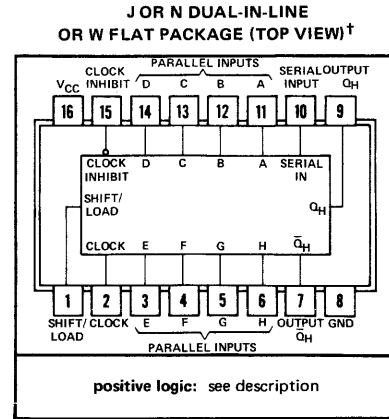 J OR N DUAL-IN-LINE
OR W FLAT PACKAGE (TOP VIEW)†
PARALLEL INPUTS
VCC CLOCK INHIBIT D C B A SERIAL INPUT OUTPUT QH
16 15 14 13 12 11 10 9
CLOCK INHIBIT D C B A SERIAL IN
SHIFT/LOAD QH
CLOCK E F G H Q̅H
1 2 3 4 5 6 7 8
SHIFT/LOAD CLOCK E F G H OUTPUT Q̅H GND
PARALLEL INPUTS
positive logic: see description